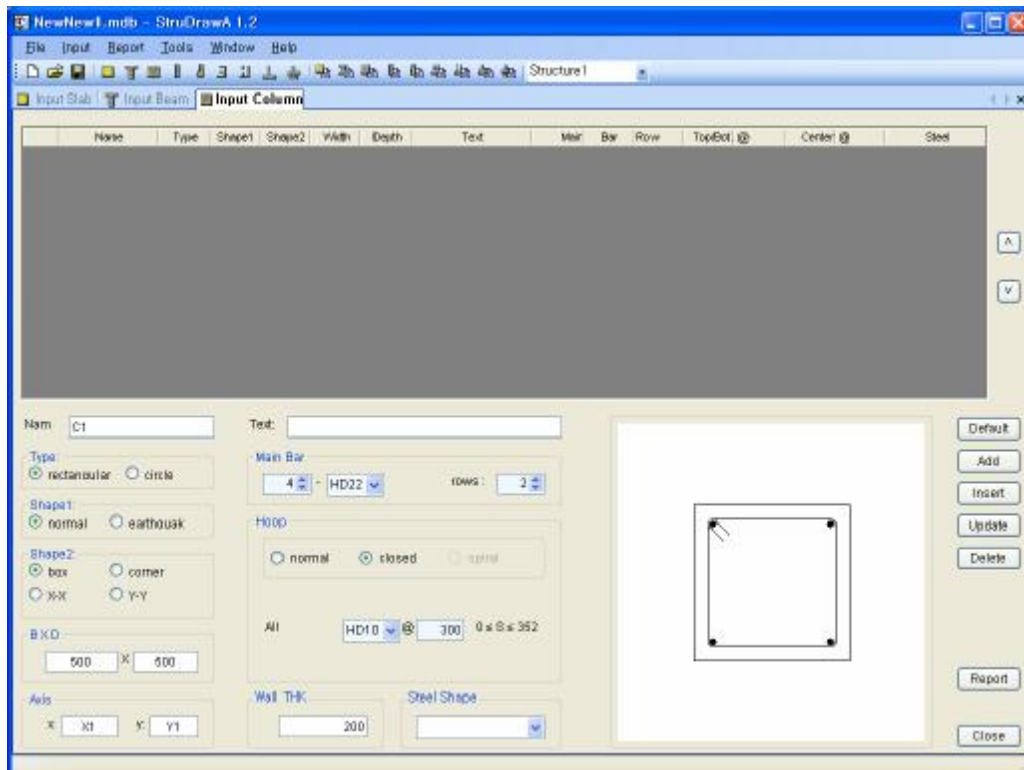 NewNew1.mdb - StruDrawA 1.2
File Input Report Tools Window Help
Structure1
Input Slab Input Beam Input Column
Name Type Shape1 Shape2 Width Depth Text Main Bar Row Top/Bot @ Center @ Steel
^
v
Nam C1 Text:
Default
Type Main Bar
Add
rectangular circle 4 - HD22 rows : 2
Insert
Shape1 Hoop
normal earthquak
Update
Shape2 normal closed spiral
Delete
box corner
X-X Y-Y
All HD10 @ 300 0 ≤ S ≤ 352
B X D
500 X 500
Report
Axis Wall THK Steel Shape
x: X1 y: Y1 200
Close